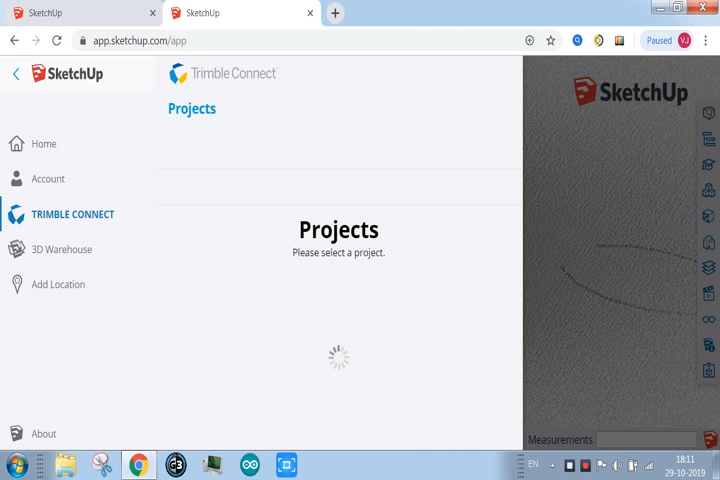 SketchUp
SketchUp
app.sketchup.com/app
Paused
VJ
SketchUp
Trimble Connect
SketchUp
Projects
Home
Account
TRIMBLE CONNECT
3D Warehouse
Add Location
Projects
Please select a project.
About
Measurements
EN
18:11
29-10-2019